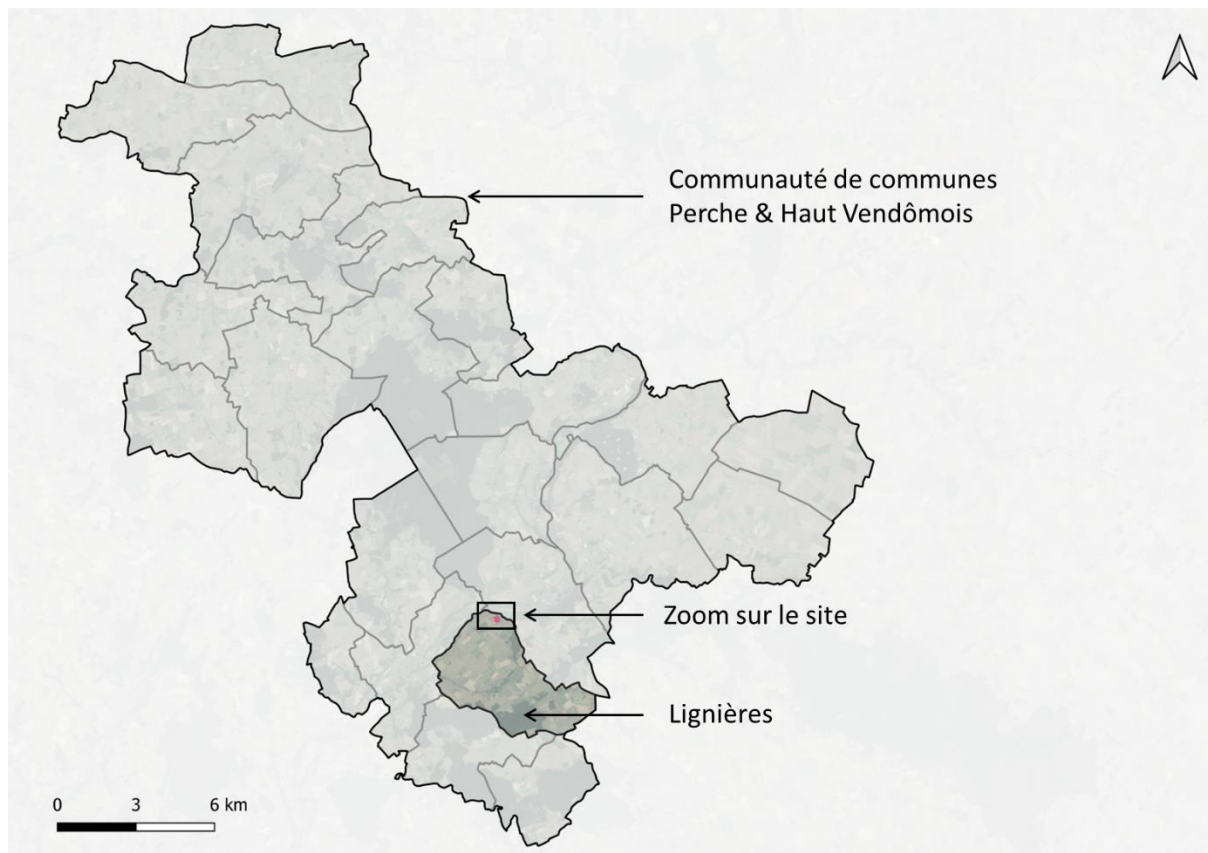 Communauté de communes
Perche & Haut Vendômois
Zoom sur le site
Lignières
0 3 6 km